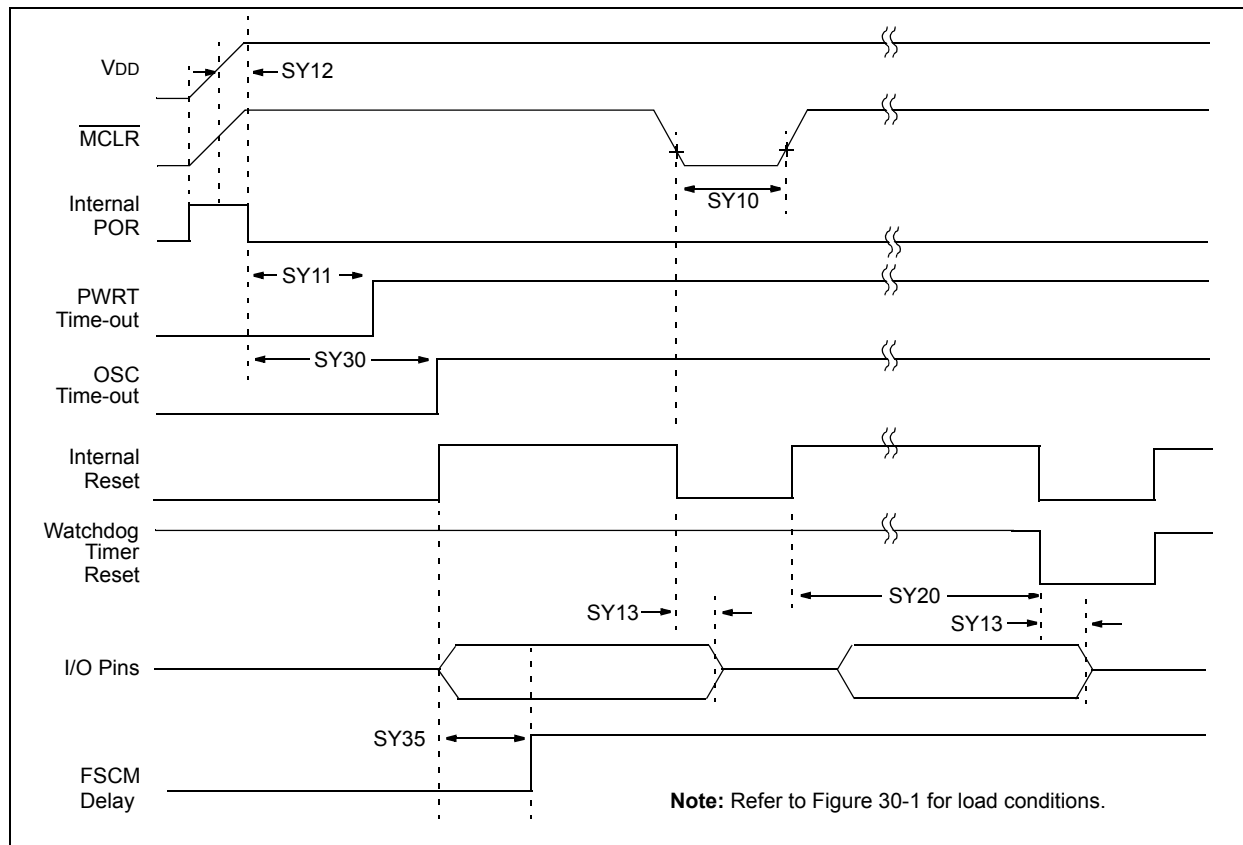 VDD
SY12
MCLR
SY10
Internal
POR
SY11
PWRT
Time-out
SY30
OSC
Time-out
Internal
Reset
Watchdog
Timer
Reset
SY20
SY13
SY13
I/O Pins
SY35
FSCM
Delay
Note: Refer to Figure 30-1 for load conditions.